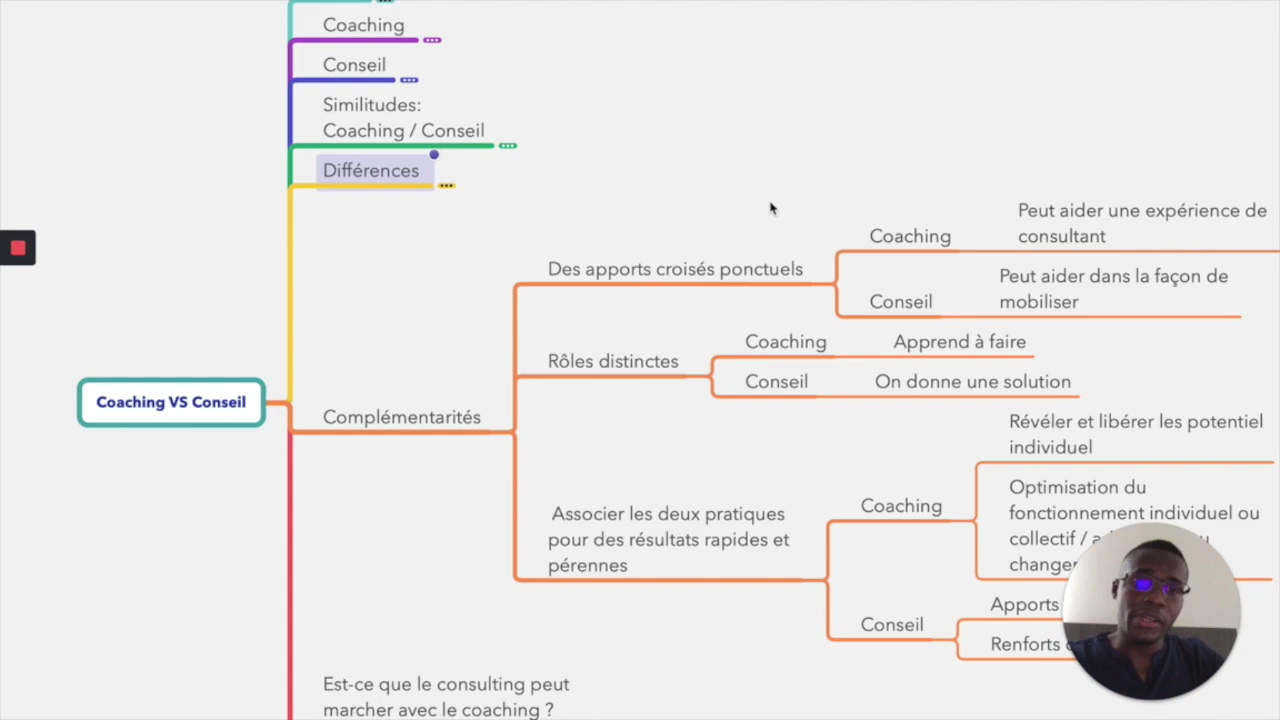 Coaching
Conseil
Similitudes:
Coaching / Conseil
Différences
Peut aider une expérience de
consultant
Coaching
Des apports croisés ponctuels
Peut aider dans la façon de
mobiliser
Conseil
Coaching
Apprend à faire
Rôles distinctes
Conseil
On donne une solution
Coaching VS Conseil
Complémentarités
Révéler et libérer les potentiel
individuel
Coaching
Optimisation du
fonctionnement individuel ou
collectif /
Associer les deux pratiques
pour des résultats rapides et
pérennes
Conseil
Apports
Renforts
Est-ce que le consulting peut
marcher avec le coaching ?